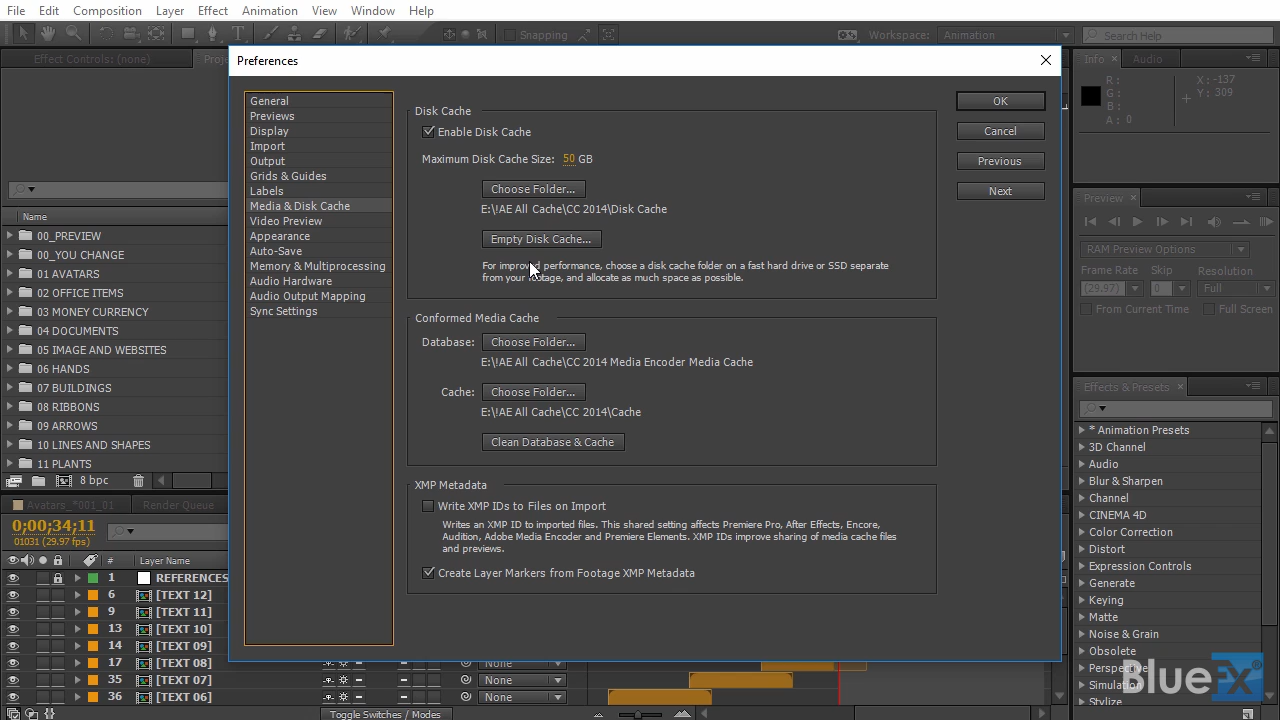 File Edit Composition Layer Effect Animation View Window Help
Snapping Workspace: Animation Search Help
Effect Controls: (none) Proj
Info Audio
R : X : -137
G : Y : 309
B :
A : 0
Preferences
General
Previews
Display
Import
Output
Grids & Guides
Labels
Media & Disk Cache
Video Preview
Appearance
Auto-Save
Memory & Multiprocessing
Audio Hardware
Audio Output Mapping
Sync Settings
Disk Cache
Enable Disk Cache
Maximum Disk Cache Size: 50 GB
Choose Folder...
E:\!AE All Cache\CC 2014\Disk Cache
Empty Disk Cache...
For improved performance, choose a disk cache folder on a fast hard drive or SSD separate
from your footage, and allocate as much space as possible.
Conformed Media Cache
Database: Choose Folder...
E:\!AE All Cache\CC 2014 Media Encoder Media Cache
Cache: Choose Folder...
E:\!AE All Cache\CC 2014\Cache
Clean Database & Cache
XMP Metadata
Write XMP IDs to Files on Import
Writes an XMP ID to imported files. This shared setting affects Premiere Pro, After Effects, Encore,
Audition, Adobe Media Encoder and Premiere Elements. XMP IDs improve sharing of media cache files
and previews.
Create Layer Markers from Footage XMP Metadata
OK
Cancel
Previous
Next
Name
00_PREVIEW
00_YOU CHANGE
01 AVATARS
02 OFFICE ITEMS
03 MONEY CURRENCY
04 DOCUMENTS
05 IMAGE AND WEBSITES
06 HANDS
07 BUILDINGS
08 RIBBONS
09 ARROWS
10 LINES AND SHAPES
11 PLANTS
8 bpc
Preview
RAM Preview Options
Frame Rate Skip Resolution
(29.97) 0 Full
From Current Time Full Screen
Effects & Presets
* Animation Presets
3D Channel
Audio
Blur & Sharpen
Channel
CINEMA 4D
Color Correction
Distort
Expression Controls
Generate
Keying
Matte
Noise & Grain
Obsolete
Perspective
Simulation
Stylize
Avatars_*001_01 Render Queue
0;00;34;11
01031 (29.97 fps)
# Layer Name
1 REFERENCES
6 [TEXT 12]
9 [TEXT 11]
13 [TEXT 10]
14 [TEXT 09]
17 [TEXT 08] None
35 [TEXT 07] None
36 [TEXT 06] None
Toggle Switches / Modes
BlueFX®